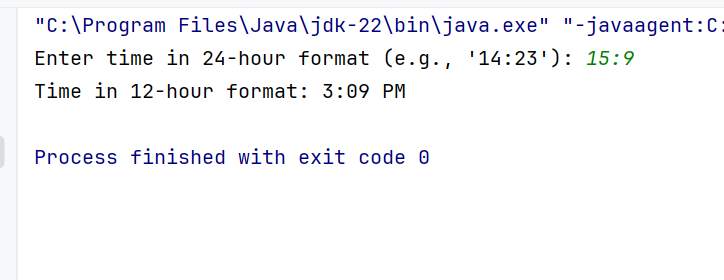 "C:\Program Files\Java\jdk-22\bin\java.exe" "-javaagent:C:
Enter time in 24-hour format (e.g., '14:23'): 15:9
Time in 12-hour format: 3:09 PM
Process finished with exit code 0